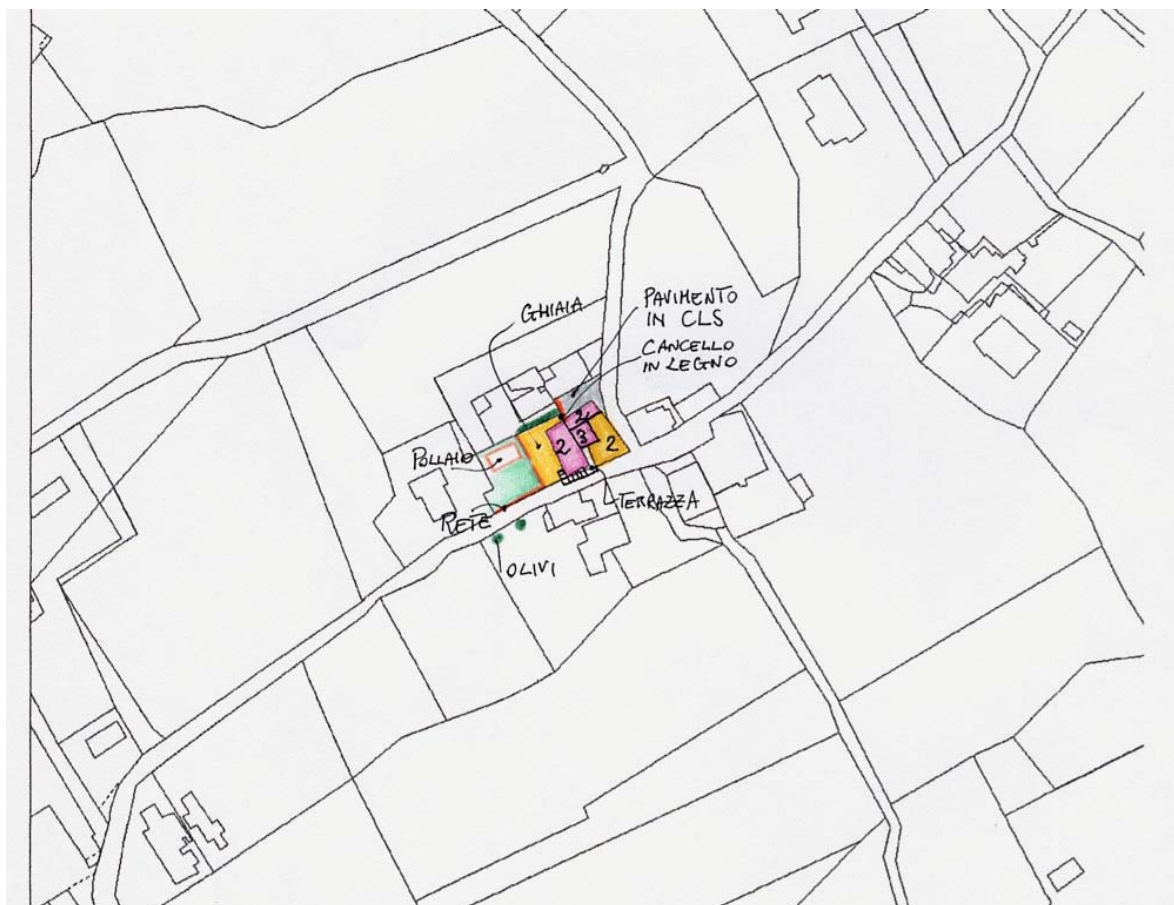 GHIAIA
PAVIMENTO
IN CLS
CANCELLO
IN LEGNO
2
3
2
2
POLLAIO
TERRAZZA
RETE
OLIVI